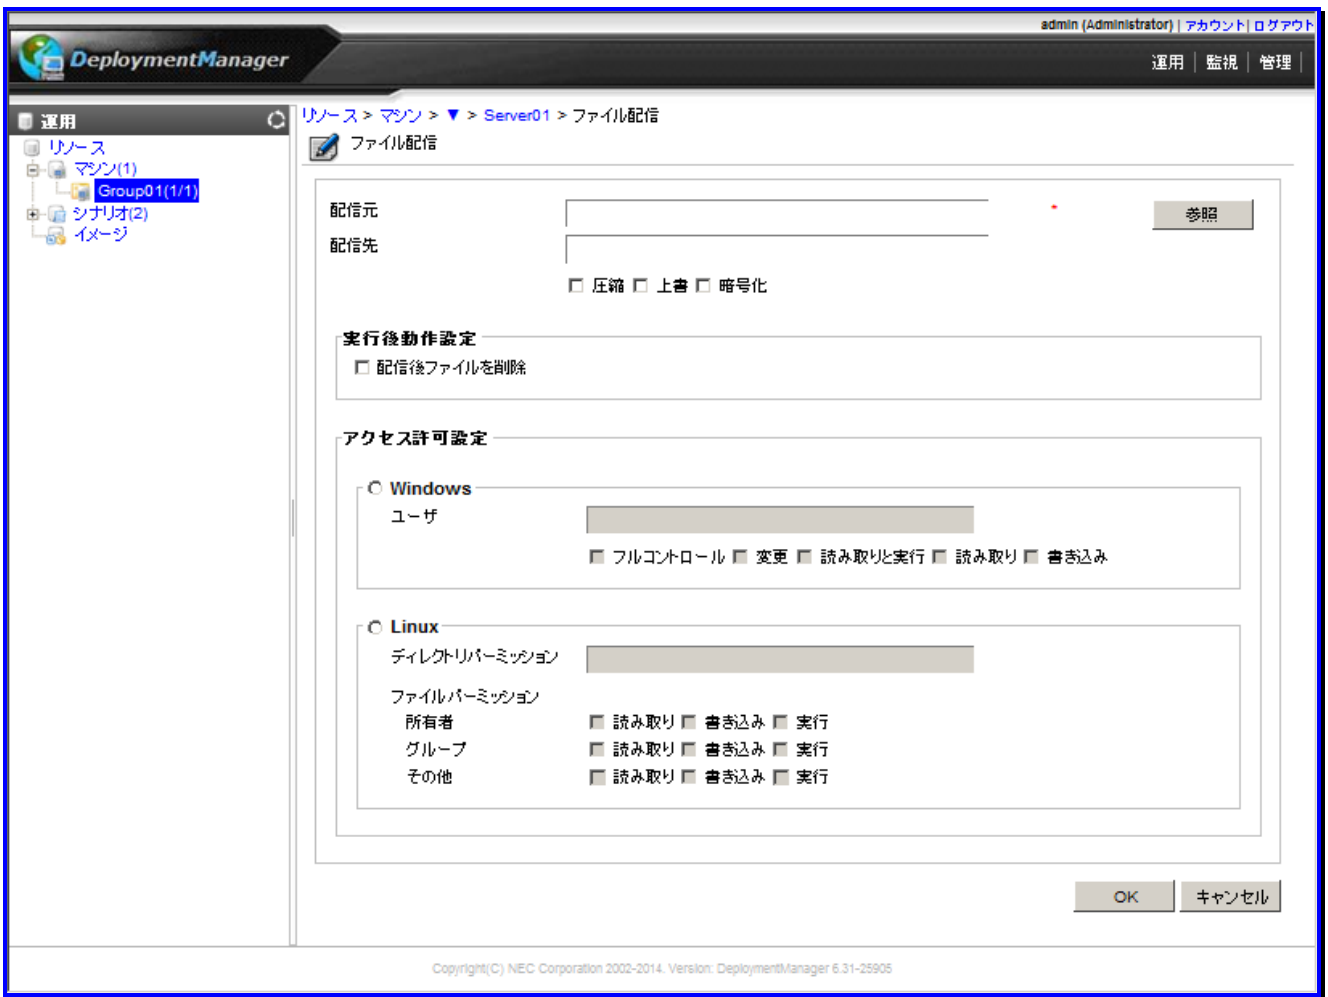 admin (Administrator) | アカウント | ログアウト
DeploymentManager
運用 | 監視 | 管理 |
運用
リソース
マシン(1)
Group01(1/1)
シナリオ(2)
イメージ
リソース > マシン > ▼ > Server01 > ファイル配信
ファイル配信
配信元 * 参照
配信先
圧縮 上書 暗号化
実行後動作設定
配信後ファイルを削除
アクセス許可設定
Windows
ユーザ
フルコントロール 変更 読み取りと実行 読み取り 書き込み
Linux
ディレクトリパーミッション
ファイルパーミッション
所有者 読み取り 書き込み 実行
グループ 読み取り 書き込み 実行
その他 読み取り 書き込み 実行
OK キャンセル
Copyright(C) NEC Corporation 2002-2014. Version: DeploymentManager 6.31-25905